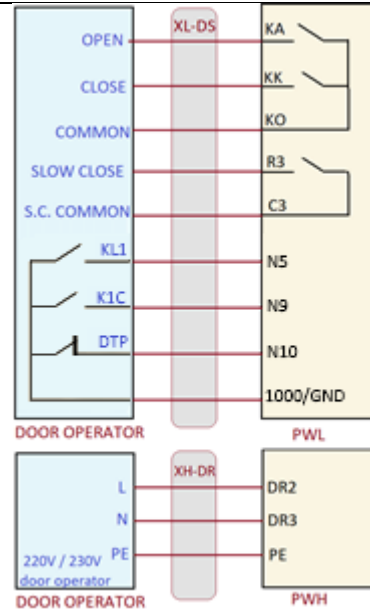 XL-DS
OPEN KA
CLOSE KK
COMMON KO
SLOW CLOSE R3
S.C. COMMON C3
KL1 N5
K1C N9
DTP N10
1000/GND
DOOR OPERATOR PWL
XH-DR
L DR2
N DR3
PE PE
220V / 230V
door operator
DOOR OPERATOR PWH